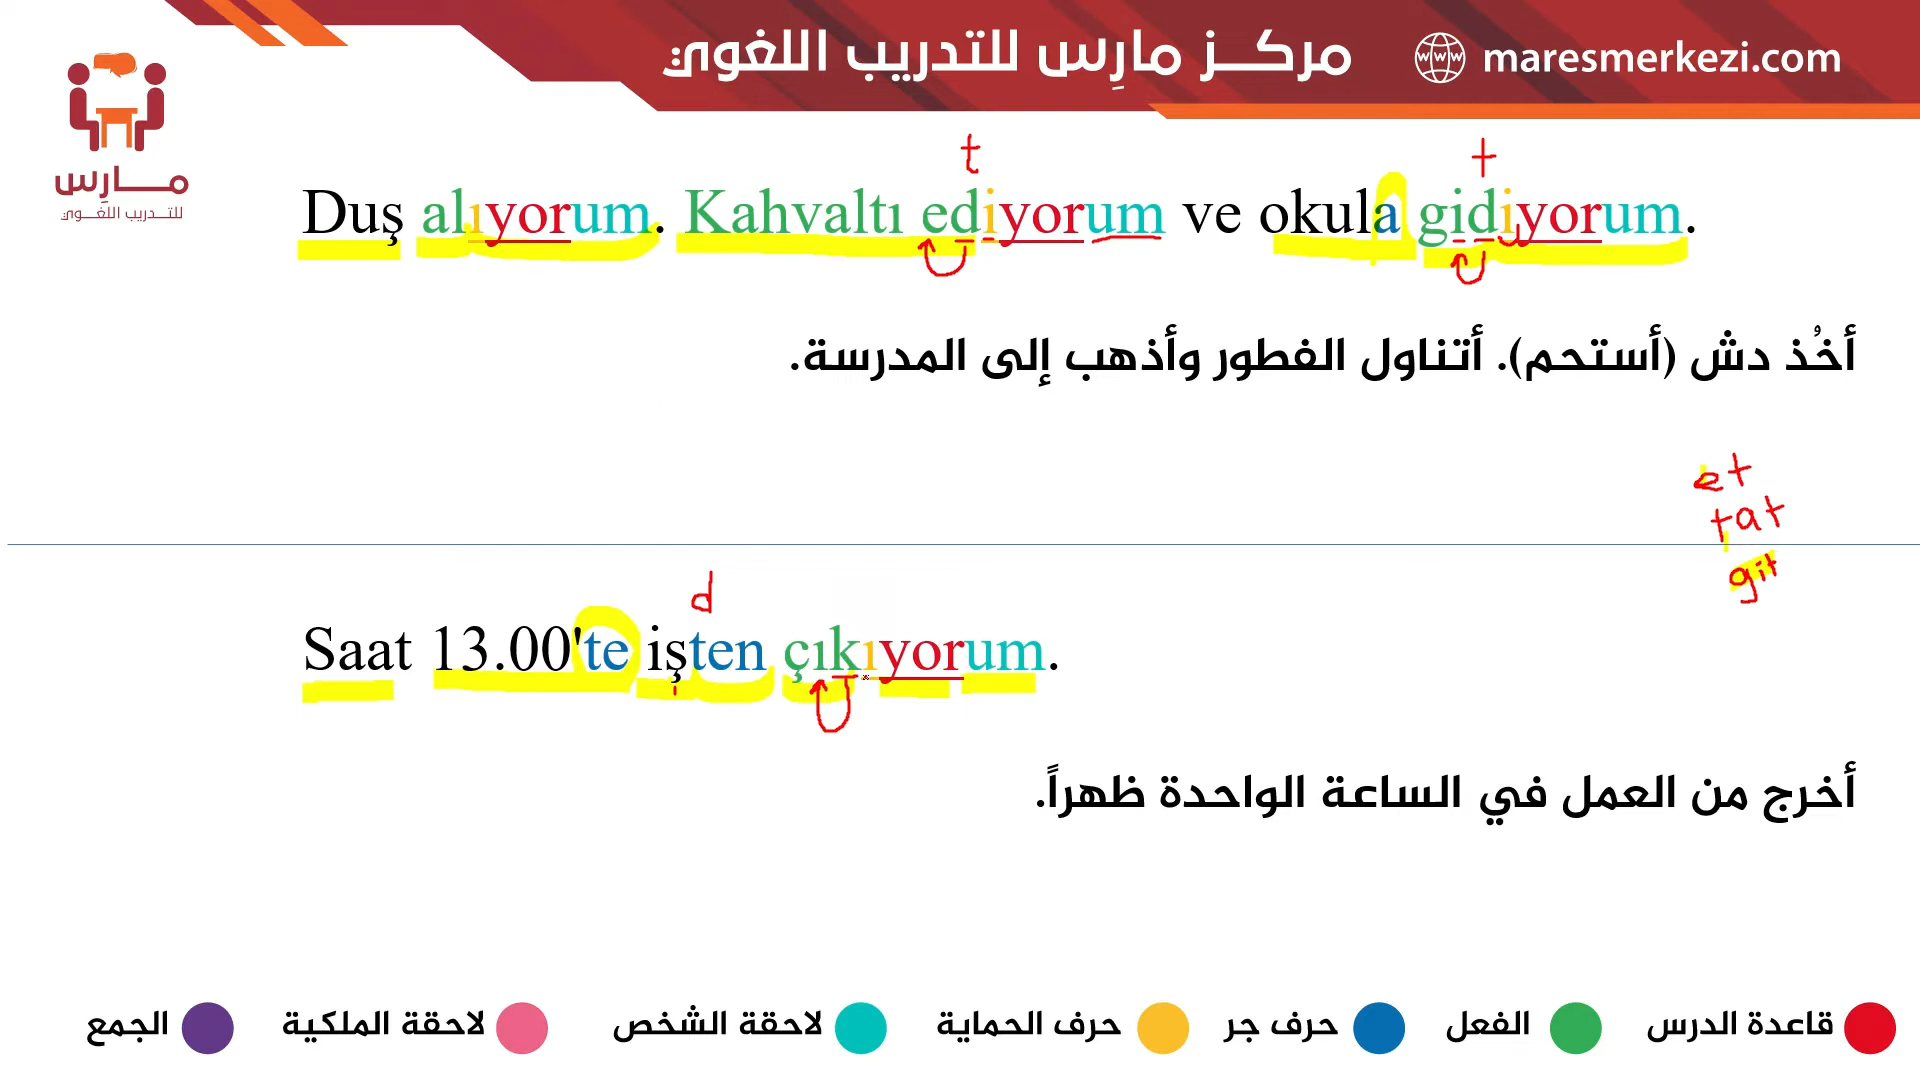 مركـــز مارِس للتدريب اللغوي
maresmerkezi.com
مـــارِس
للتــدريب اللغــوي
t
t
Duş alıyorum. Kahvaltı ediyorum ve okula gidiyorum.
أخُذ دش (أستحم). أتناول الفطور وأذهب إلى المدرسة.
et
tat
git
d
Saat 13.00'te işten çıkıyorum.
أخرج من العمل في الساعة الواحدة ظهراً.
قاعدة الدرس
الفعل
حرف جر
حرف الحماية
لاحقة الشخص
لاحقة الملكية
الجمع